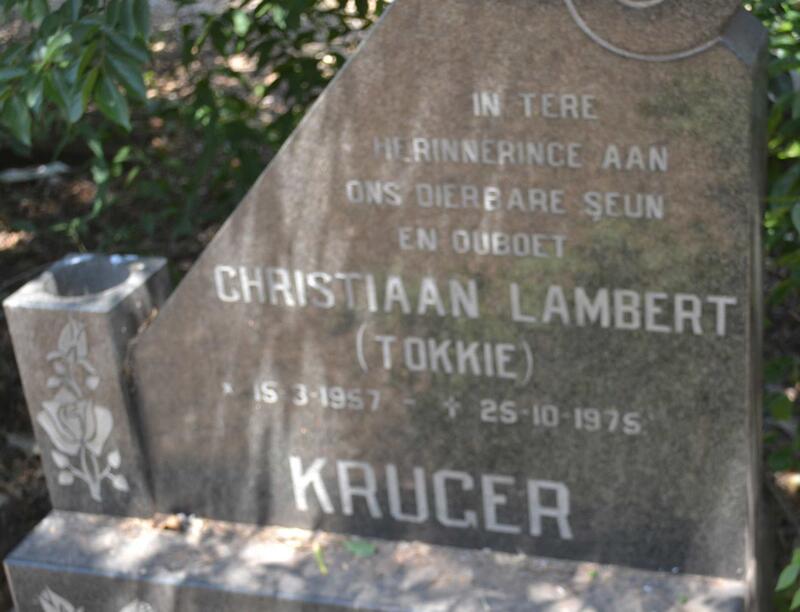 IN TERE
HERINNERINGE AAN
ONS DIERBARE SEUN
EN OUBOET
CHRISTIAAN LAMBERT
(TOKKIE)
* 15-3-1957 - ✝ 25-10-1975
KRUGER